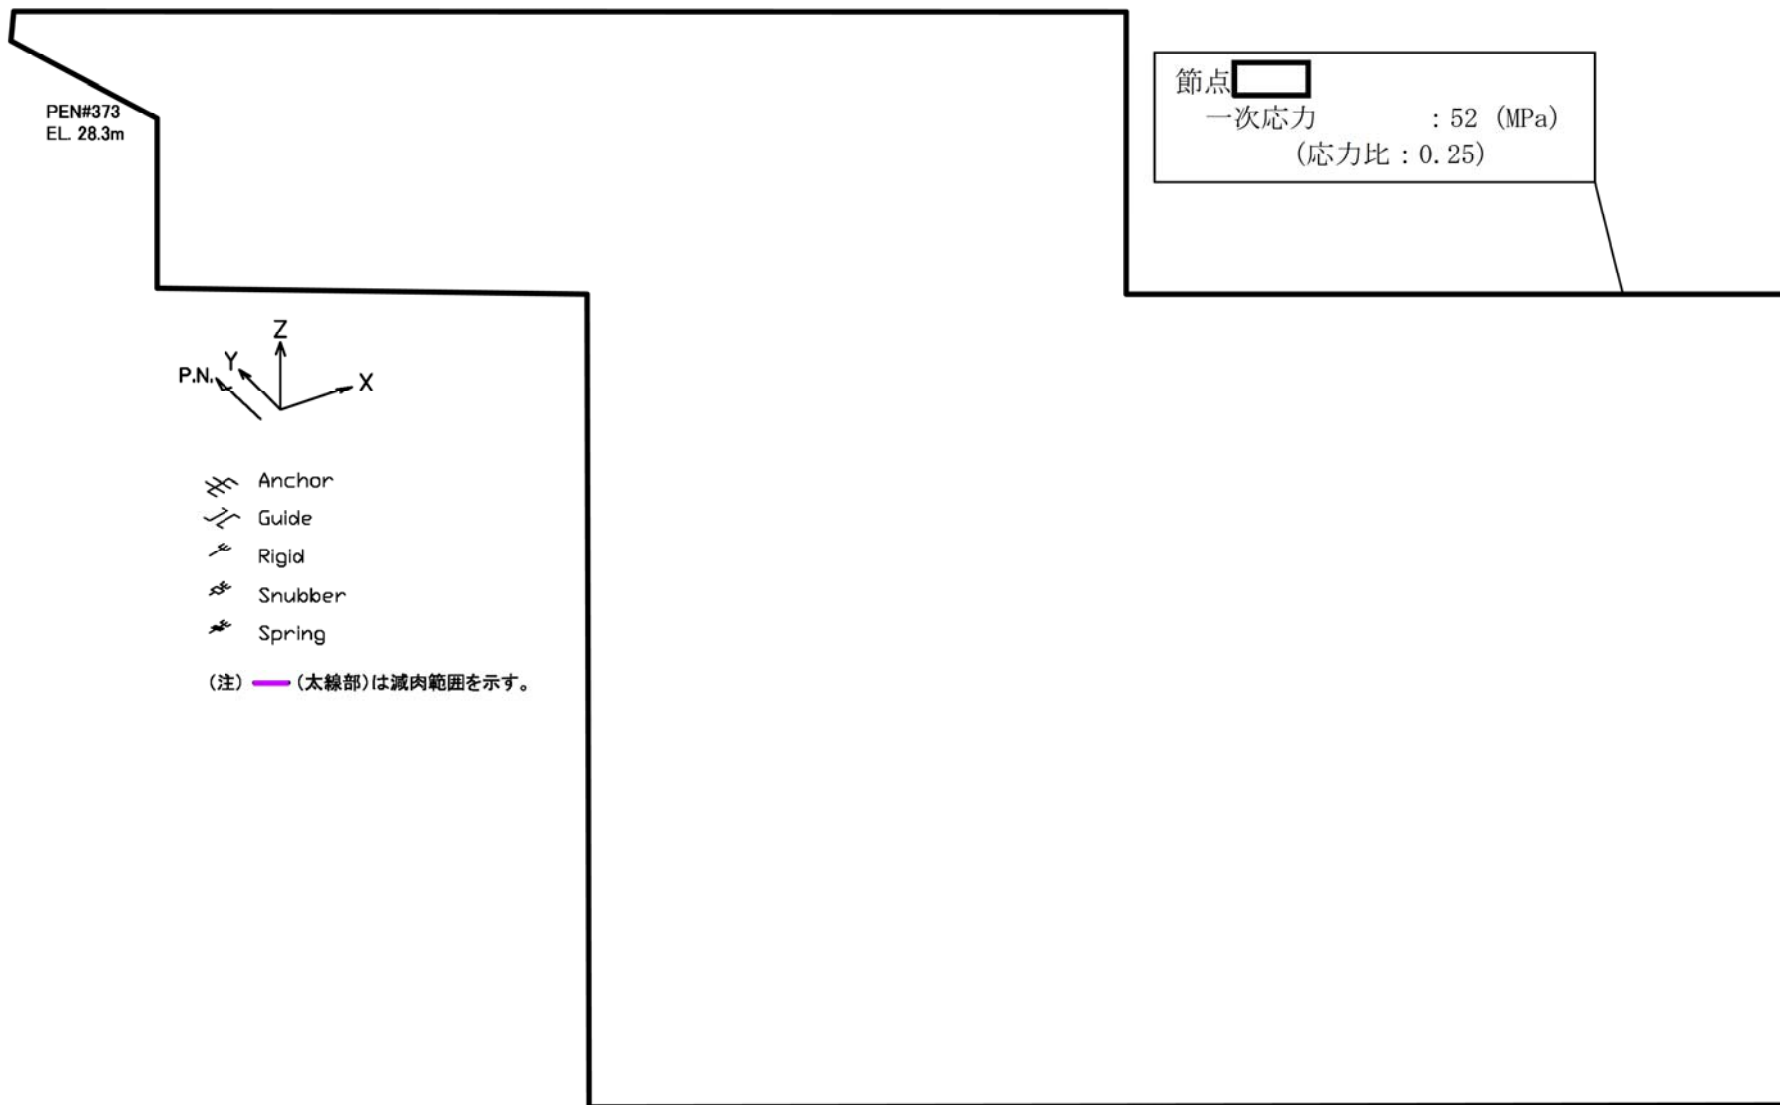 節点
一次応力 : 52 (MPa)
(応力比 : 0.25)
PEN#373
EL. 28.3m
Z
Y
P.N.
X
Anchor
Guide
Rigid
Snubber
Spring
(注) (太線部)は減肉範囲を示す。